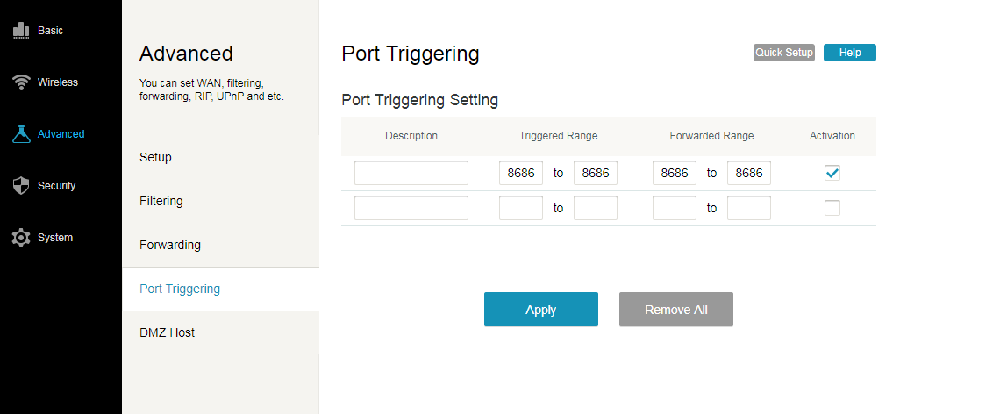 Basic
Wireless
Advanced
Security
System
Advanced
You can set WAN, filtering,
forwarding, RIP, UPnP and etc.
Setup
Filtering
Forwarding
Port Triggering
DMZ Host
Port Triggering
Quick Setup
Help
Port Triggering Setting
Description Triggered Range Forwarded Range Activation
8686 to 8686 8686 to 8686
to to
Apply
Remove All